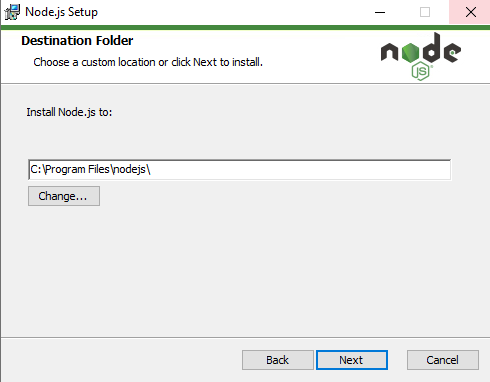 Node.js Setup
Destination Folder
Choose a custom location or click Next to install.
node
JS
Install Node.js to:
C:\Program Files\nodejs\
Change...
Back
Next
Cancel